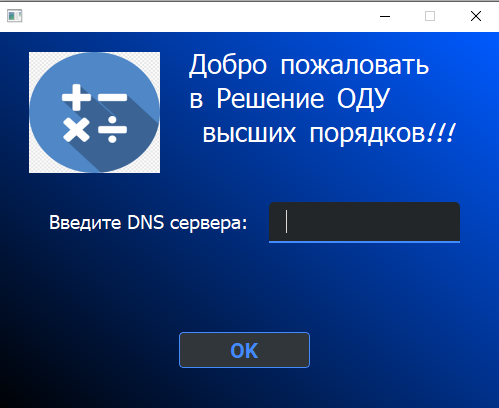 Добро пожаловать
в Решение ОДУ
высших порядков!!!
Введите DNS сервера:
OK